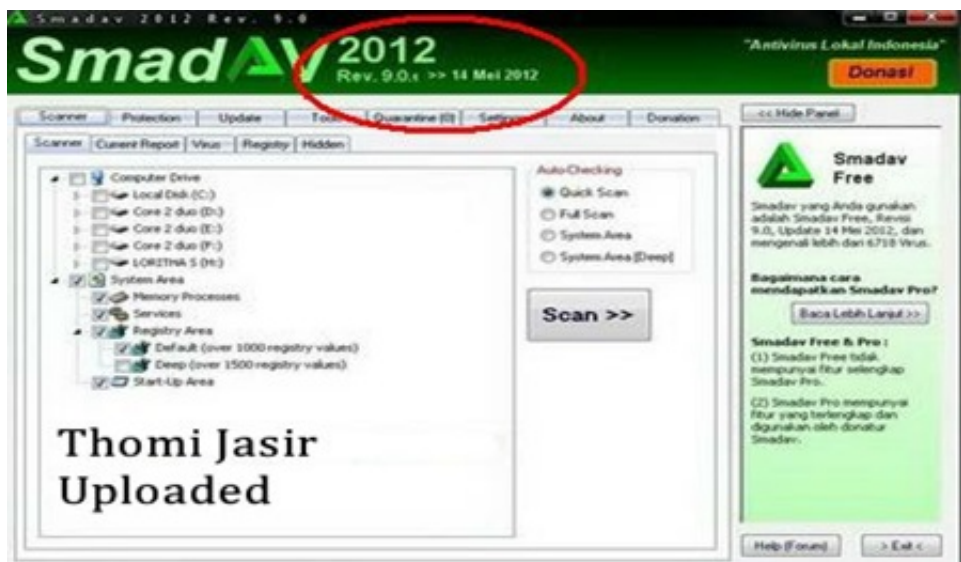 Smadav 2012 Rev. 9.0
SmadAV 2012
Rev. 9.0.1 >> 14 Mei 2012
"Antivirus Lokal Indonesia"
Donasi
Scanner Protection Update Tools Quarantine (0) Settings About Donation
<< Hide Panel
Scanner Current Report Virus Registry Hidden
Computer Drive
Local Disk (C:)
Core 2 duo (D:)
Core 2 duo (E:)
Core 2 duo (F:)
LORITHA S (H:)
System Area
Memory Processes
Services
Registry Area
Default (over 1000 registry values)
Deep (over 1500 registry values)
Start-Up Area
Auto-Checking
Quick Scan
Full Scan
System Area
System Area [Deep]
Scan >>
Thomi Jasir
Uploaded
Smadav
Free
Smadav yang Anda gunakan
adalah Smadav Free, Revisi
9.0, Update 14 Mei 2012, dan
mengenali lebih dari 6718 Virus.
Bagaimana cara
mendapatkan Smadav Pro?
Baca Lebih Lanjut >>
Smadav Free & Pro :
(1) Smadav Free tidak
mempunyai fitur selengkap
Smadav Pro.
(2) Smadav Pro mempunyai
fitur yang terlengkap dan
digunakan oleh donatur
Smadav.
Help (Forum)
> Exit <